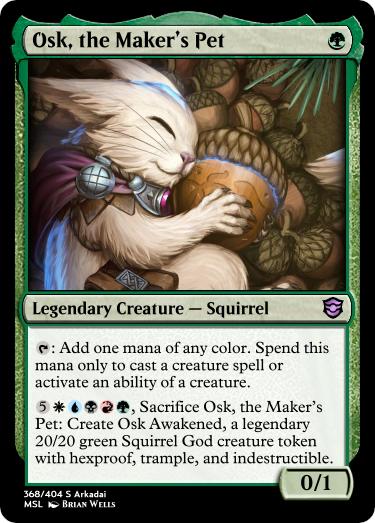 Osk, the Maker's Pet
Legendary Creature — Squirrel
: Add one mana of any color. Spend this
mana only to cast a creature spell or
activate an ability of a creature.
5, Sacrifice Osk, the Maker's
Pet: Create Osk Awakened, a legendary
20/20 green Squirrel God creature token
with hexproof, trample, and indestructible.
0/1
368/404 S Arkadai
MSL Brian Wells